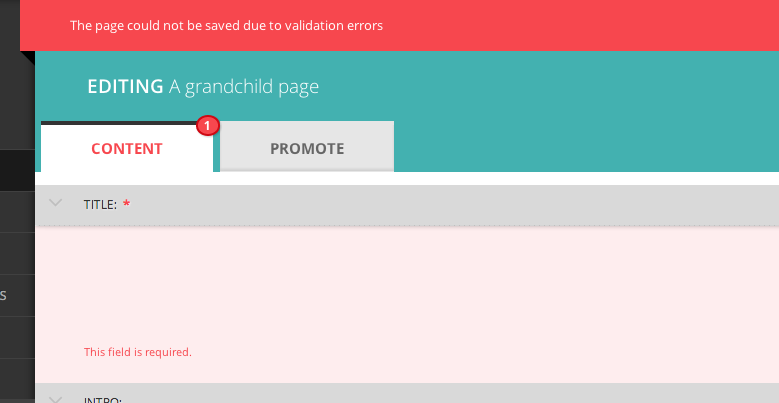 The page could not be saved due to validation errors
EDITING A grandchild page
1
CONTENT
PROMOTE
TITLE: *
S
This field is required.
INTRO: